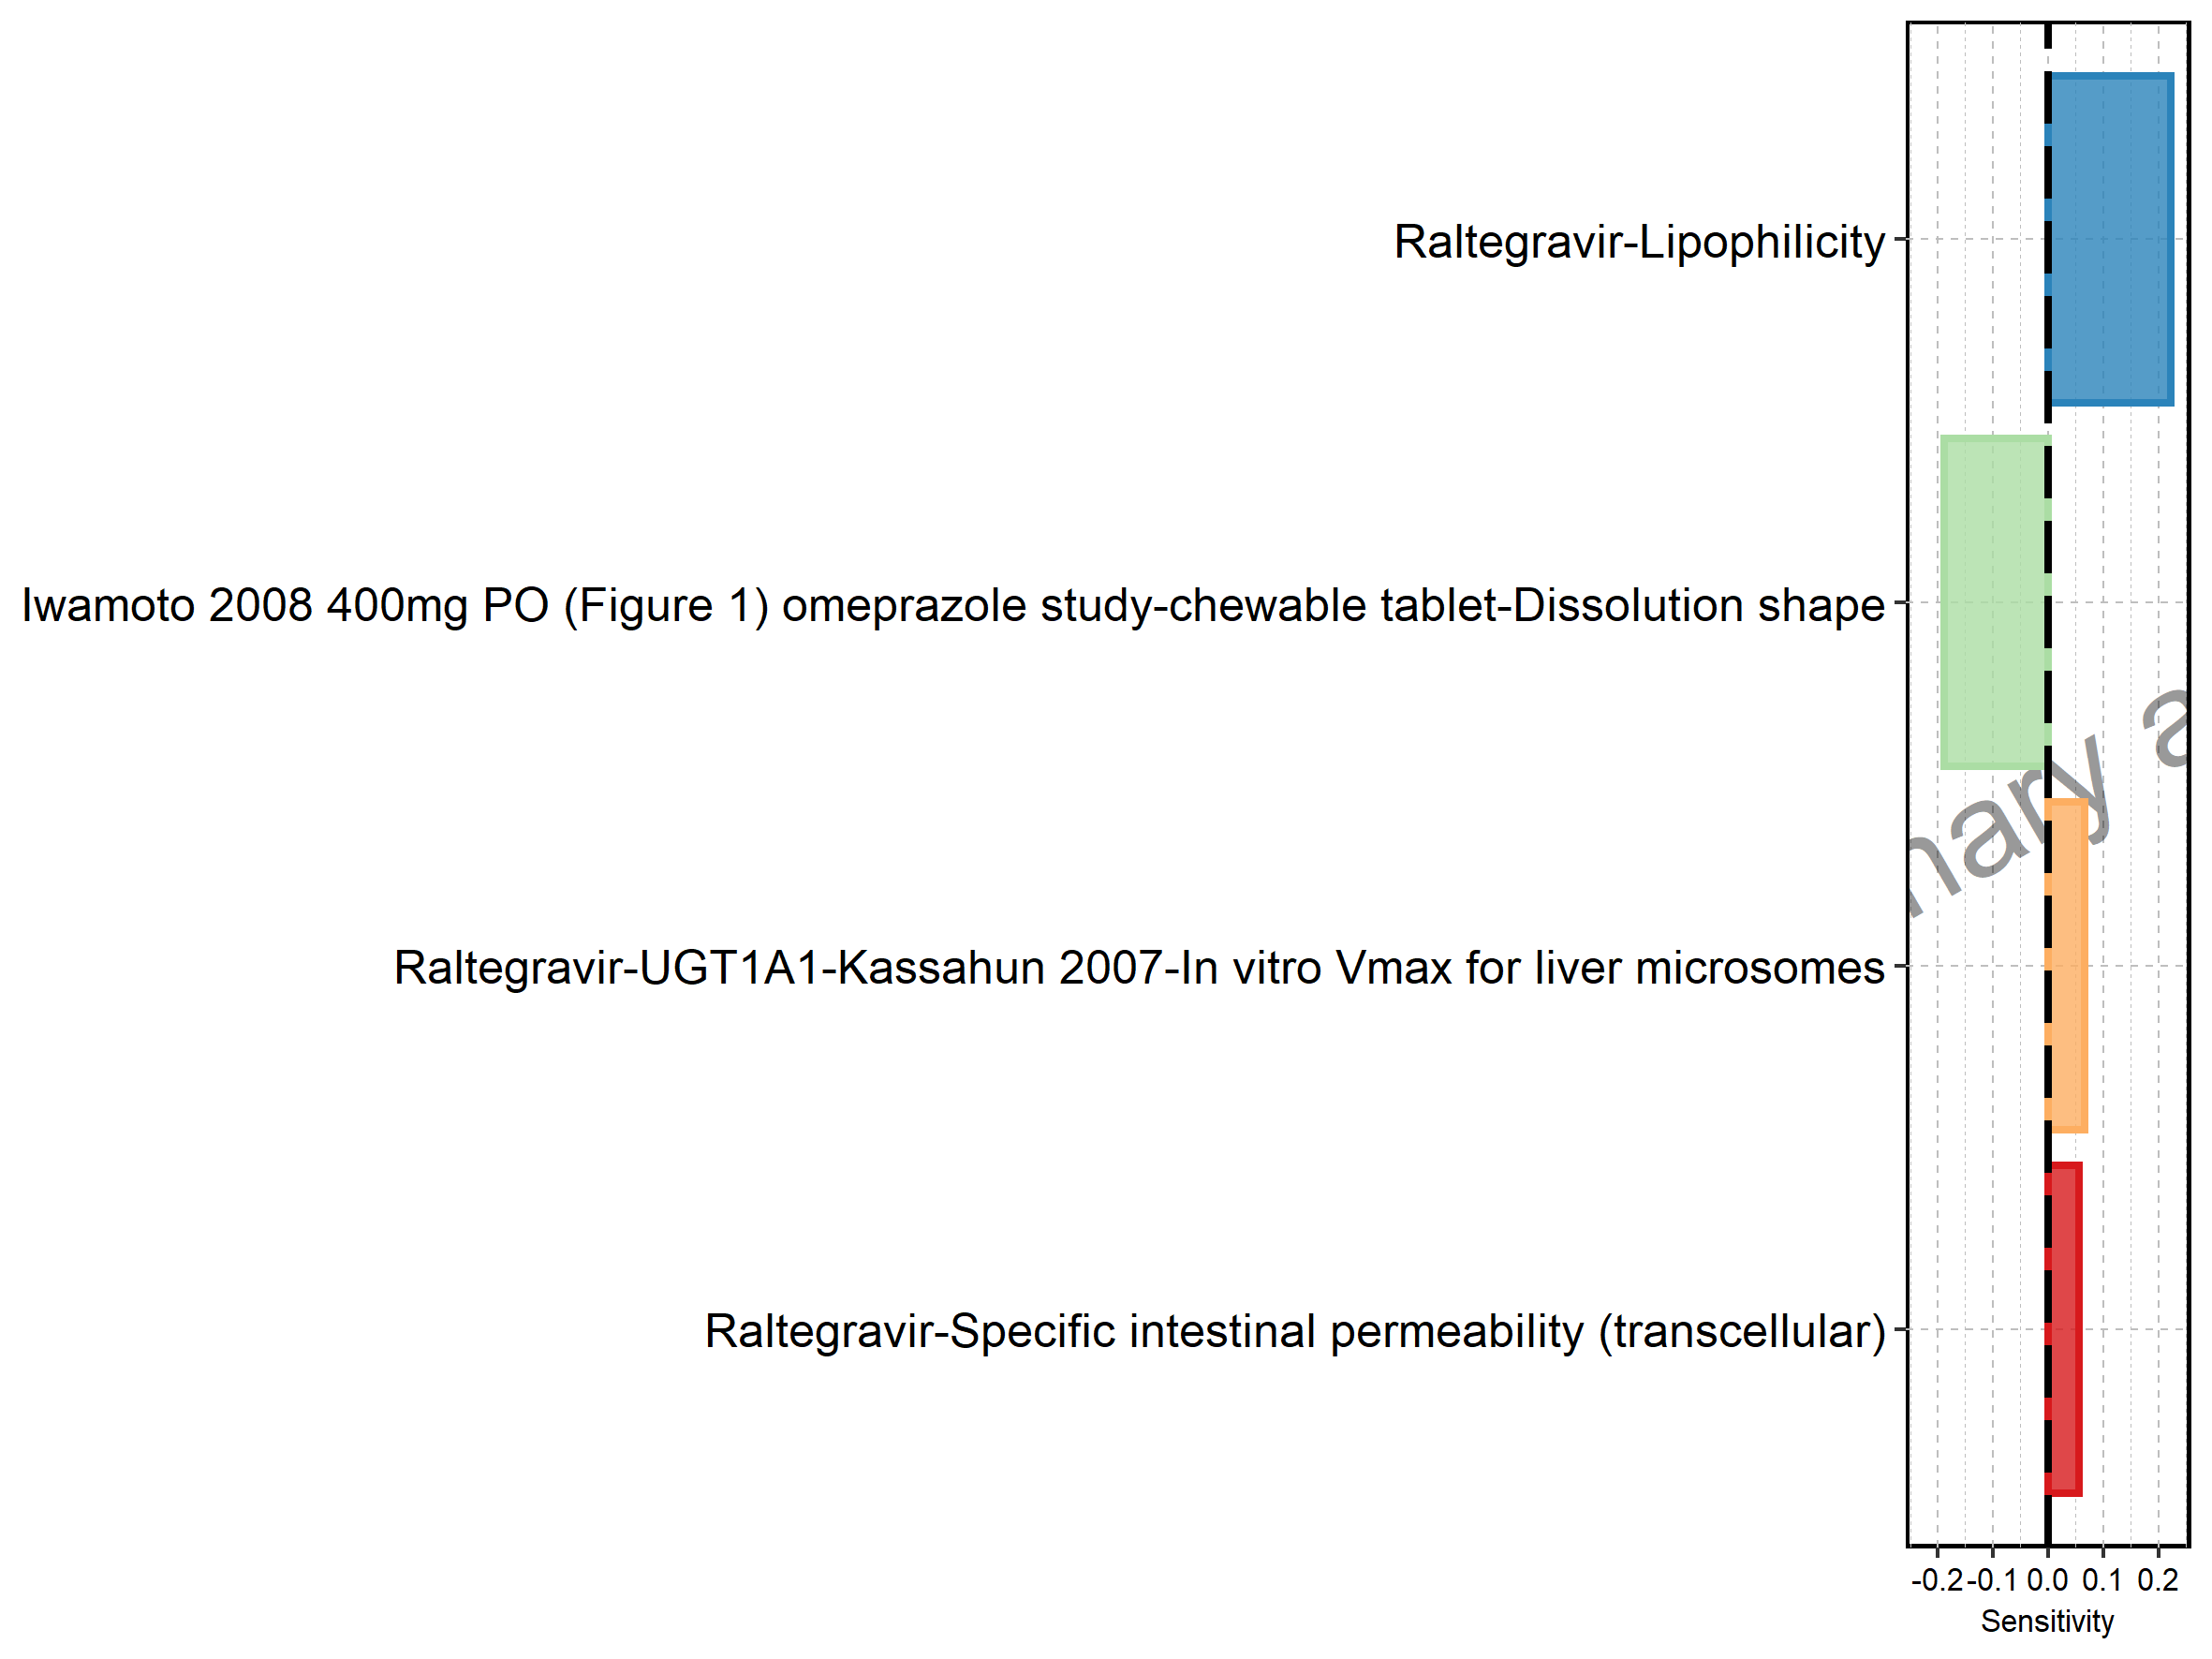 Raltegravir-Lipophilicity
Iwamoto 2008 400mg PO (Figure 1) omeprazole study-chewable tablet-Dissolution shape
Raltegravir-UGT1A1-Kassahun 2007-In vitro Vmax for liver microsomes
Raltegravir-Specific intestinal permeability (transcellular)
-0.2 -0.1 0.0 0.1 0.2
Sensitivity